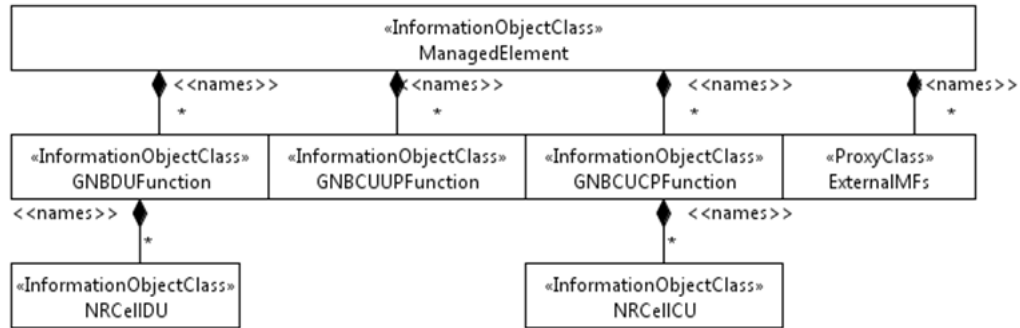 «InformationObjectClass»
ManagedElement
<<names>> <<names>> <<names>> <<names>>
* * * *
«InformationObjectClass» «InformationObjectClass» «InformationObjectClass» «ProxyClass»
GNBDUFunction GNBCUUPFunction GNBCUCPFunction ExternalMFs
<<names>> <<names>>
* *
«InformationObjectClass» «InformationObjectClass»
NRCellDU NRCellCU